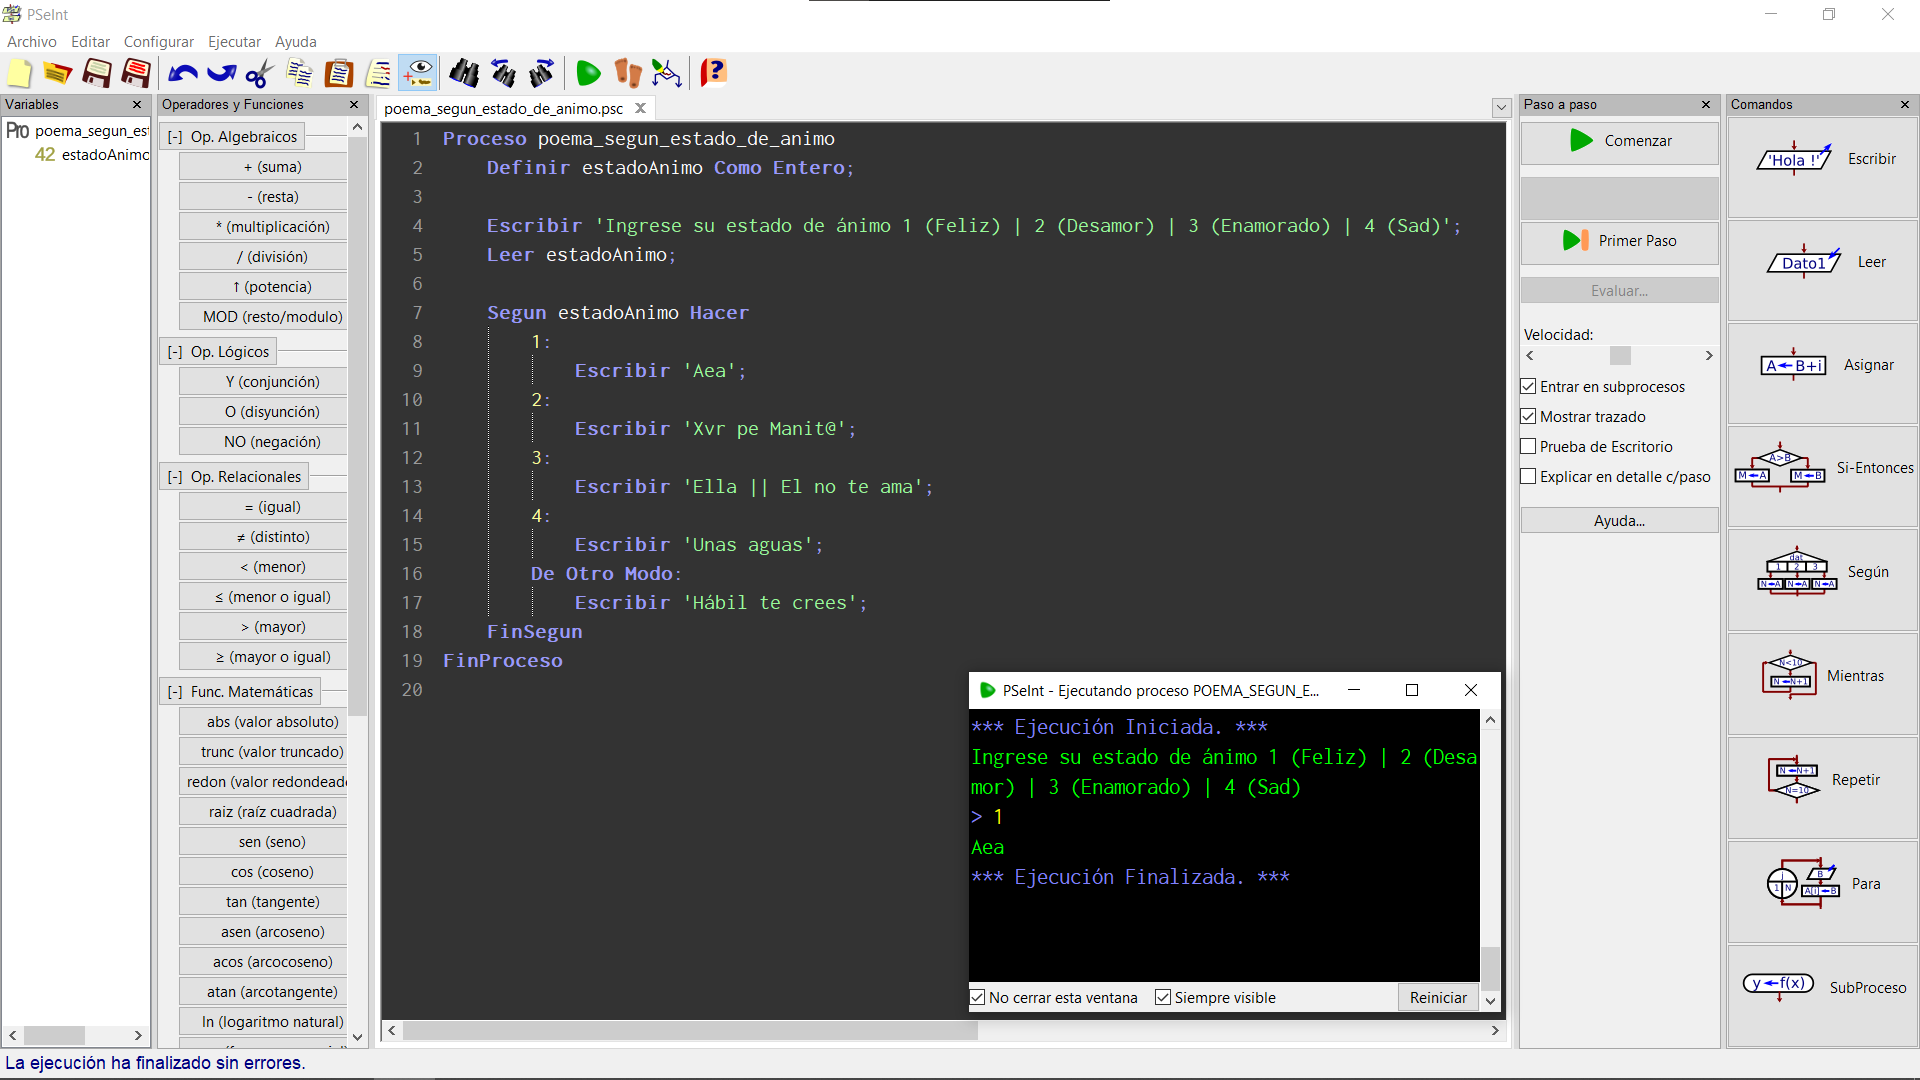 PSeInt
Archivo Editar Configurar Ejecutar Ayuda
Variables
Pro poema_segun_es
42 estadoAnimo
Operadores y Funciones
[-] Op. Algebraicos
+ (suma)
- (resta)
* (multiplicación)
/ (división)
↑ (potencia)
MOD (resto/modulo)
[-] Op. Lógicos
Y (conjunción)
O (disyunción)
NO (negación)
[-] Op. Relacionales
= (igual)
≠ (distinto)
< (menor)
≤ (menor o igual)
> (mayor)
≥ (mayor o igual)
[-] Func. Matemáticas
abs (valor absoluto)
trunc (valor truncado)
redon (valor redondeado
raiz (raíz cuadrada)
sen (seno)
cos (coseno)
tan (tangente)
asen (arcoseno)
acos (arcocoseno)
atan (arcotangente)
ln (logaritmo natural)
poema_segun_estado_de_animo.psc
1 Proceso poema_segun_estado_de_animo
2 Definir estadoAnimo Como Entero;
3
4 Escribir 'Ingrese su estado de ánimo 1 (Feliz) | 2 (Desamor) | 3 (Enamorado) | 4 (Sad)';
5 Leer estadoAnimo;
6
7 Segun estadoAnimo Hacer
8 1:
9 Escribir 'Aea';
10 2:
11 Escribir 'Xvr pe Manit@';
12 3:
13 Escribir 'Ella || El no te ama';
14 4:
15 Escribir 'Unas aguas';
16 De Otro Modo:
17 Escribir 'Hábil te crees';
18 FinSegun
19 FinProceso
20
PSeInt - Ejecutando proceso POEMA_SEGUN_E...
*** Ejecución Iniciada. ***
Ingrese su estado de ánimo 1 (Feliz) | 2 (Desa
mor) | 3 (Enamorado) | 4 (Sad)
> 1
Aea
*** Ejecución Finalizada. ***
No cerrar esta ventana
Siempre visible
Reiniciar
Paso a paso
Comenzar
Primer Paso
Evaluar...
Velocidad:
Entrar en subprocesos
Mostrar trazado
Prueba de Escritorio
Explicar en detalle c/paso
Ayuda...
Comandos
'Hola !' Escribir
Dato1 Leer
A←B+i Asignar
A>B
M←A M←B
Si-Entonces
dat
1 2 3
N←A N←A N←A
Según
N<10
N←N+1
Mientras
N←N+1
N=10
Repetir
1 N
B
A[i]←B
Para
y←f(x) SubProceso
La ejecución ha finalizado sin errores.